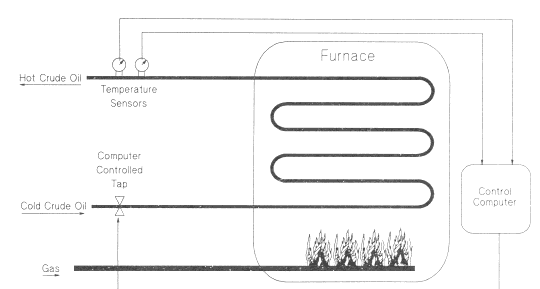 Furnace
Hot Crude Oil
Temperature
Sensors
Computer
Controlled
Tap
Control
Computer
Cold Crude Oil
Gas